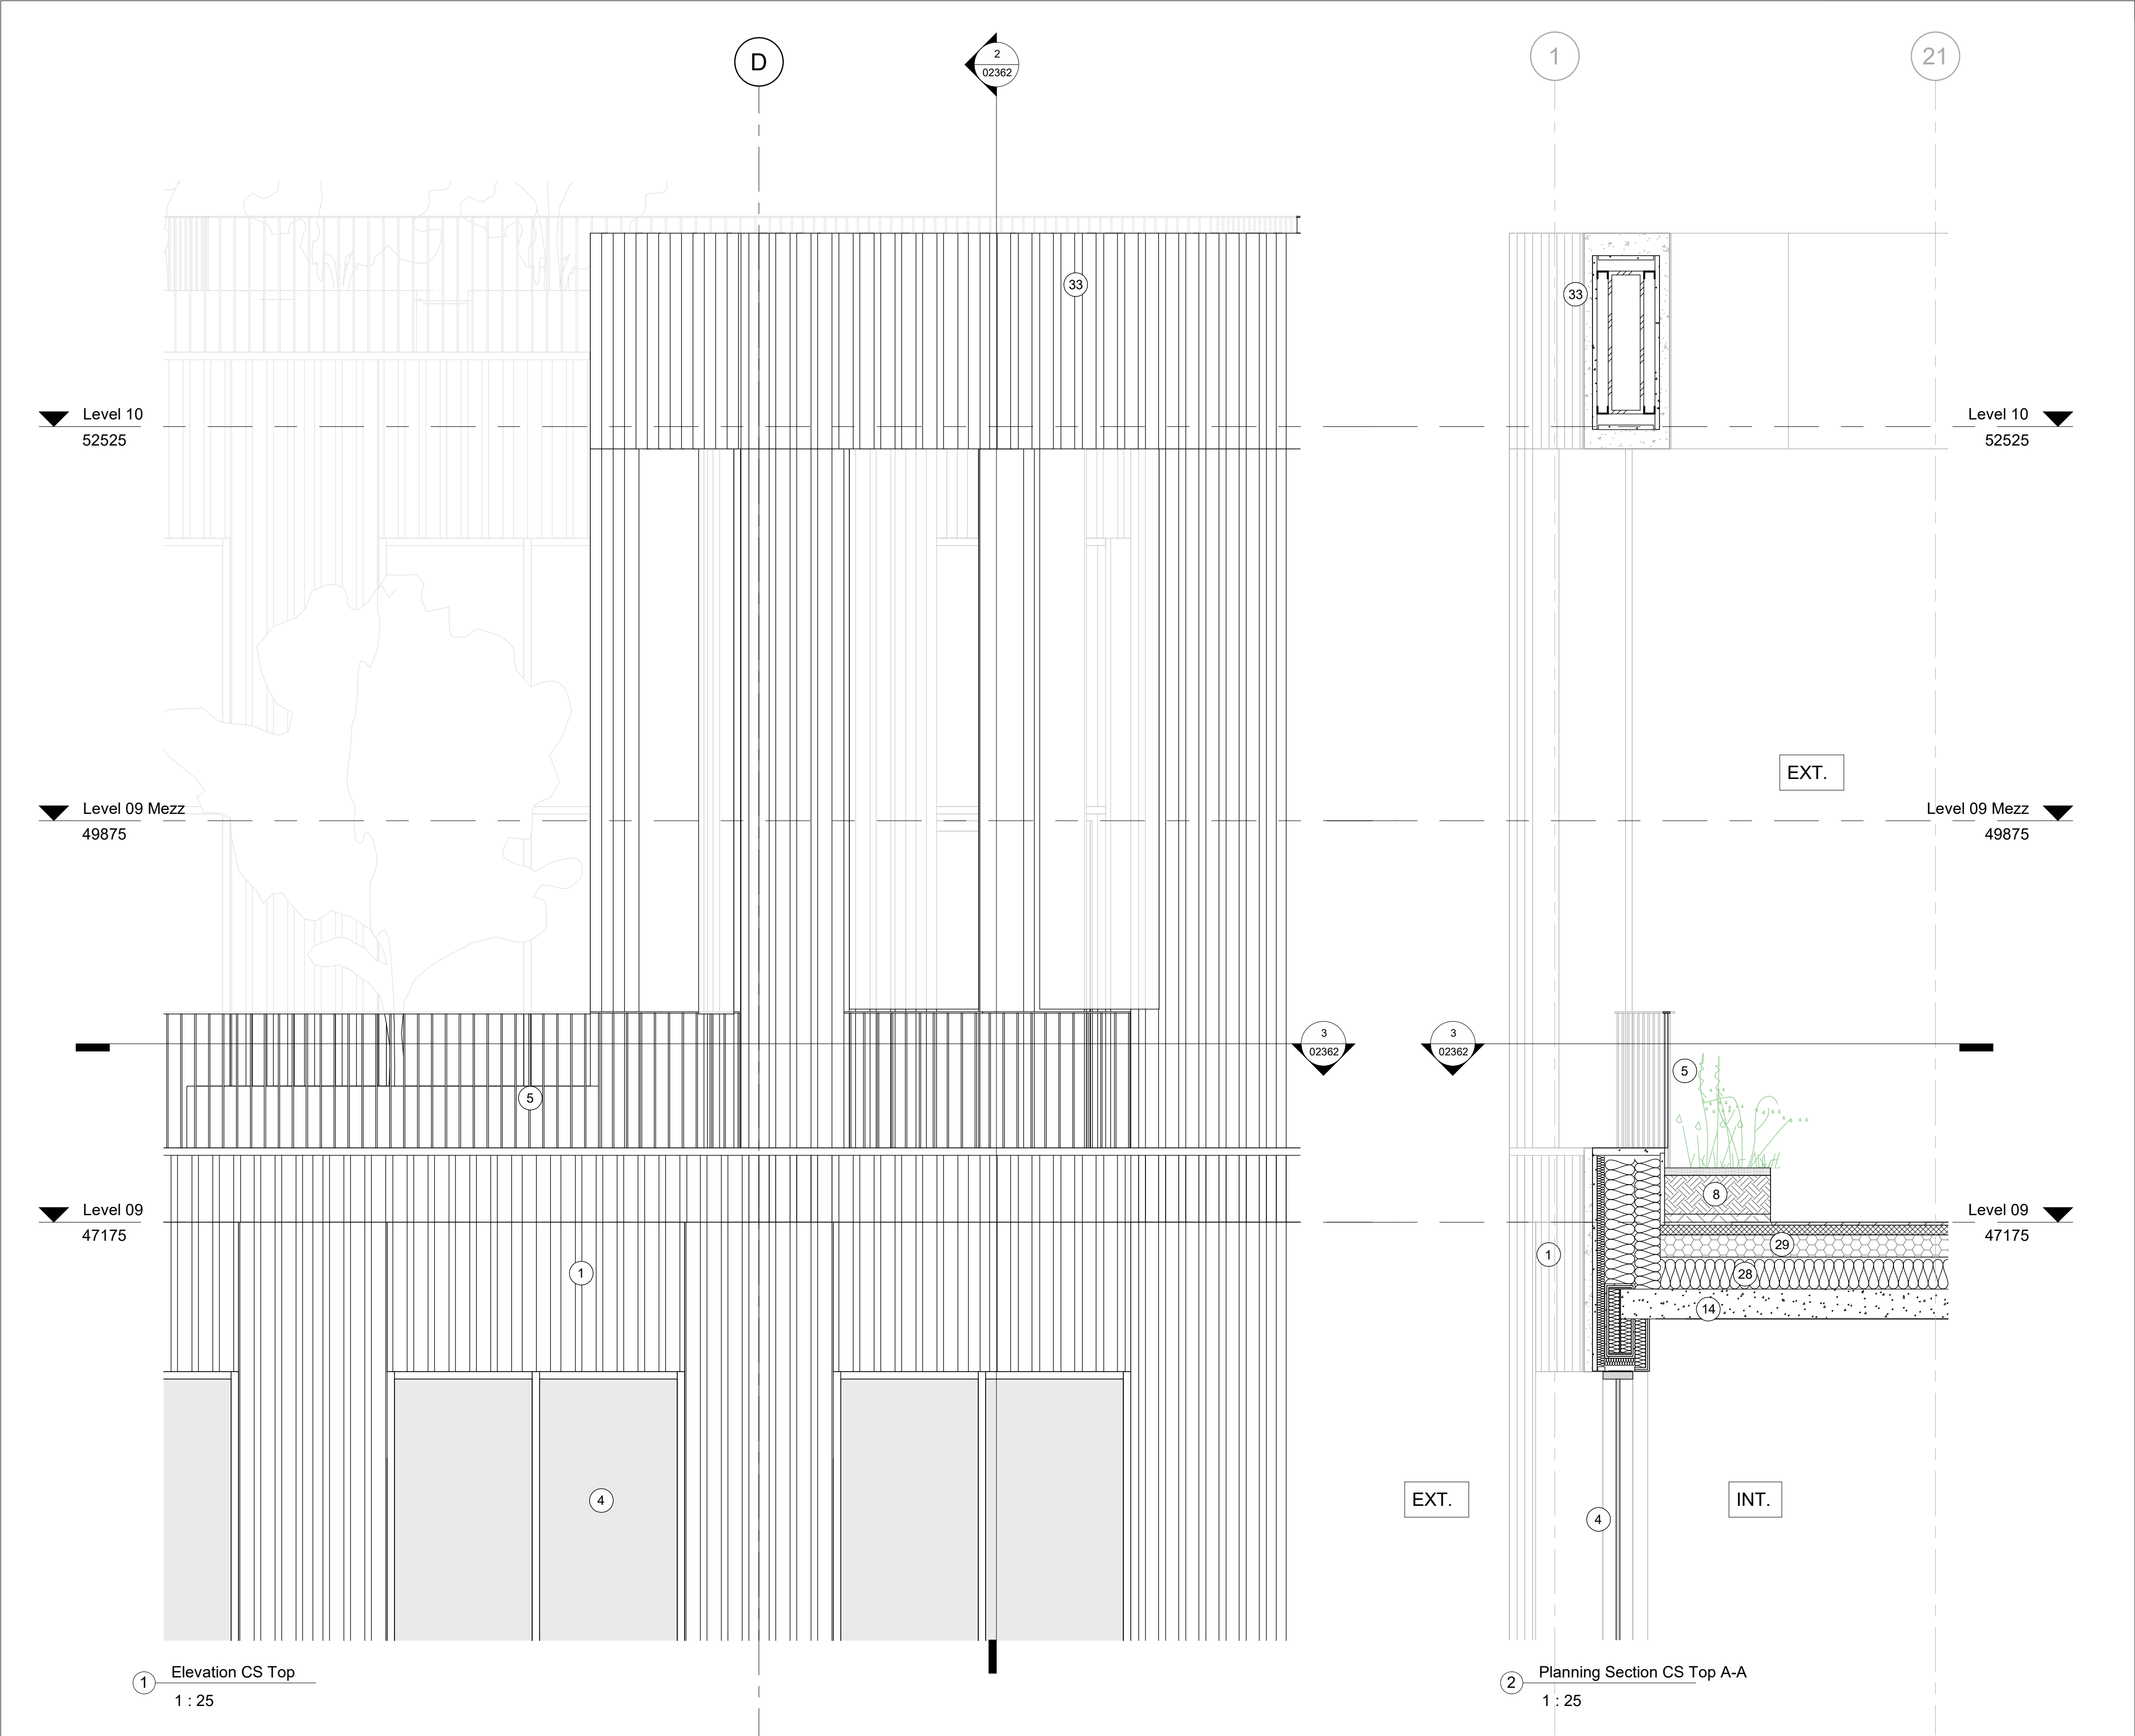 D
2
02362
1
21
33
33
Level 10
52525
Level 10
52525
EXT.
Level 09 Mezz
49875
Level 09 Mezz
49875
3
02362
3
02362
5
5
8
Level 09
47175
Level 09
47175
29
1
1
28
14
EXT.
INT.
4
4
1
Elevation CS Top
1 : 25
2
Planning Section CS Top A-A
1 : 25